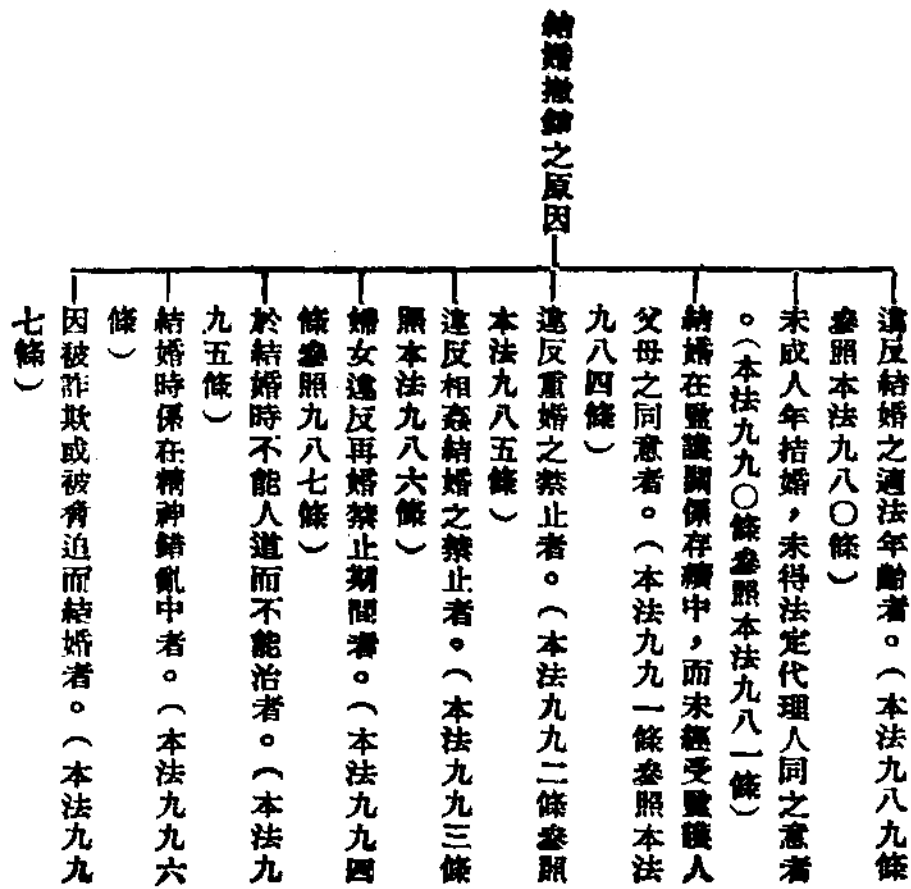 結婚撤銷之原因
違反結婚之適法年齡者。（本法九八九條
參照本法九八〇條）
未成人年拮婚，未得法定代理人同之意者
。（本法九九〇條參照本法九八一條）
結婚在監護關係存續中，而未經受監護人
父母之同意者。（本法九九一條參照本法
九八四條）
違反重婚之禁止者。（本法九九二條參照
本法九八五條）
違反相姦結婚之禁止者。（本法九九三條
照本法九八六條）
婦女違反再婚禁止期間者。（本法九九四
條參照九八七條）
於結婚時不能人道而不能治者。（本法九
九五條）
結婚時係在精神錯亂中者。（本法九九六
條）
因被詐欺或被脅迫而結婚者。（本法九九
七條）